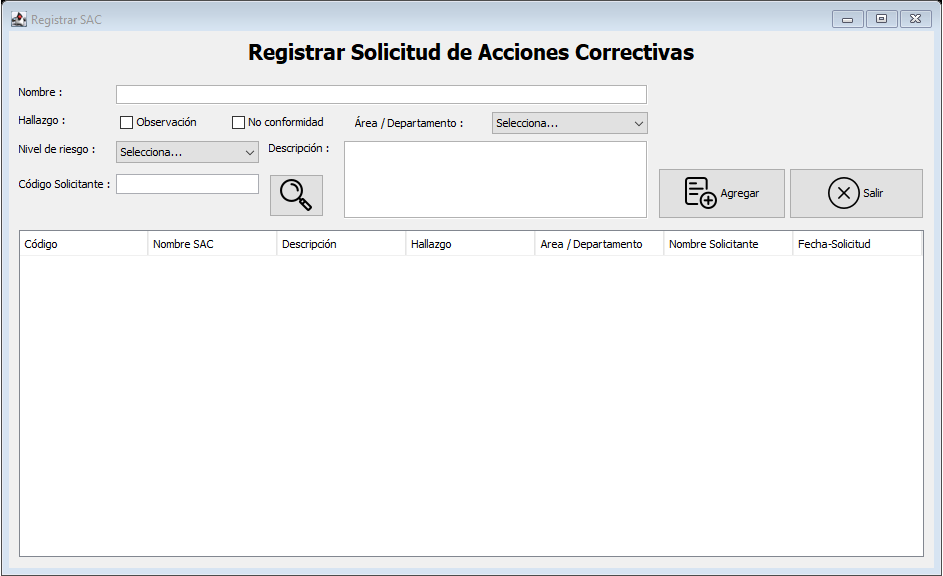 Registrar SAC
Registrar Solicitud de Acciones Correctivas
Nombre :
Hallazgo : Observación No conformidad Área / Departamento : Selecciona...
Nivel de riesgo : Selecciona... Descripción :
Código Solicitante : Agregar Salir
Código Nombre SAC Descripción Hallazgo Area / Departamento Nombre Solicitante Fecha-Solicitud